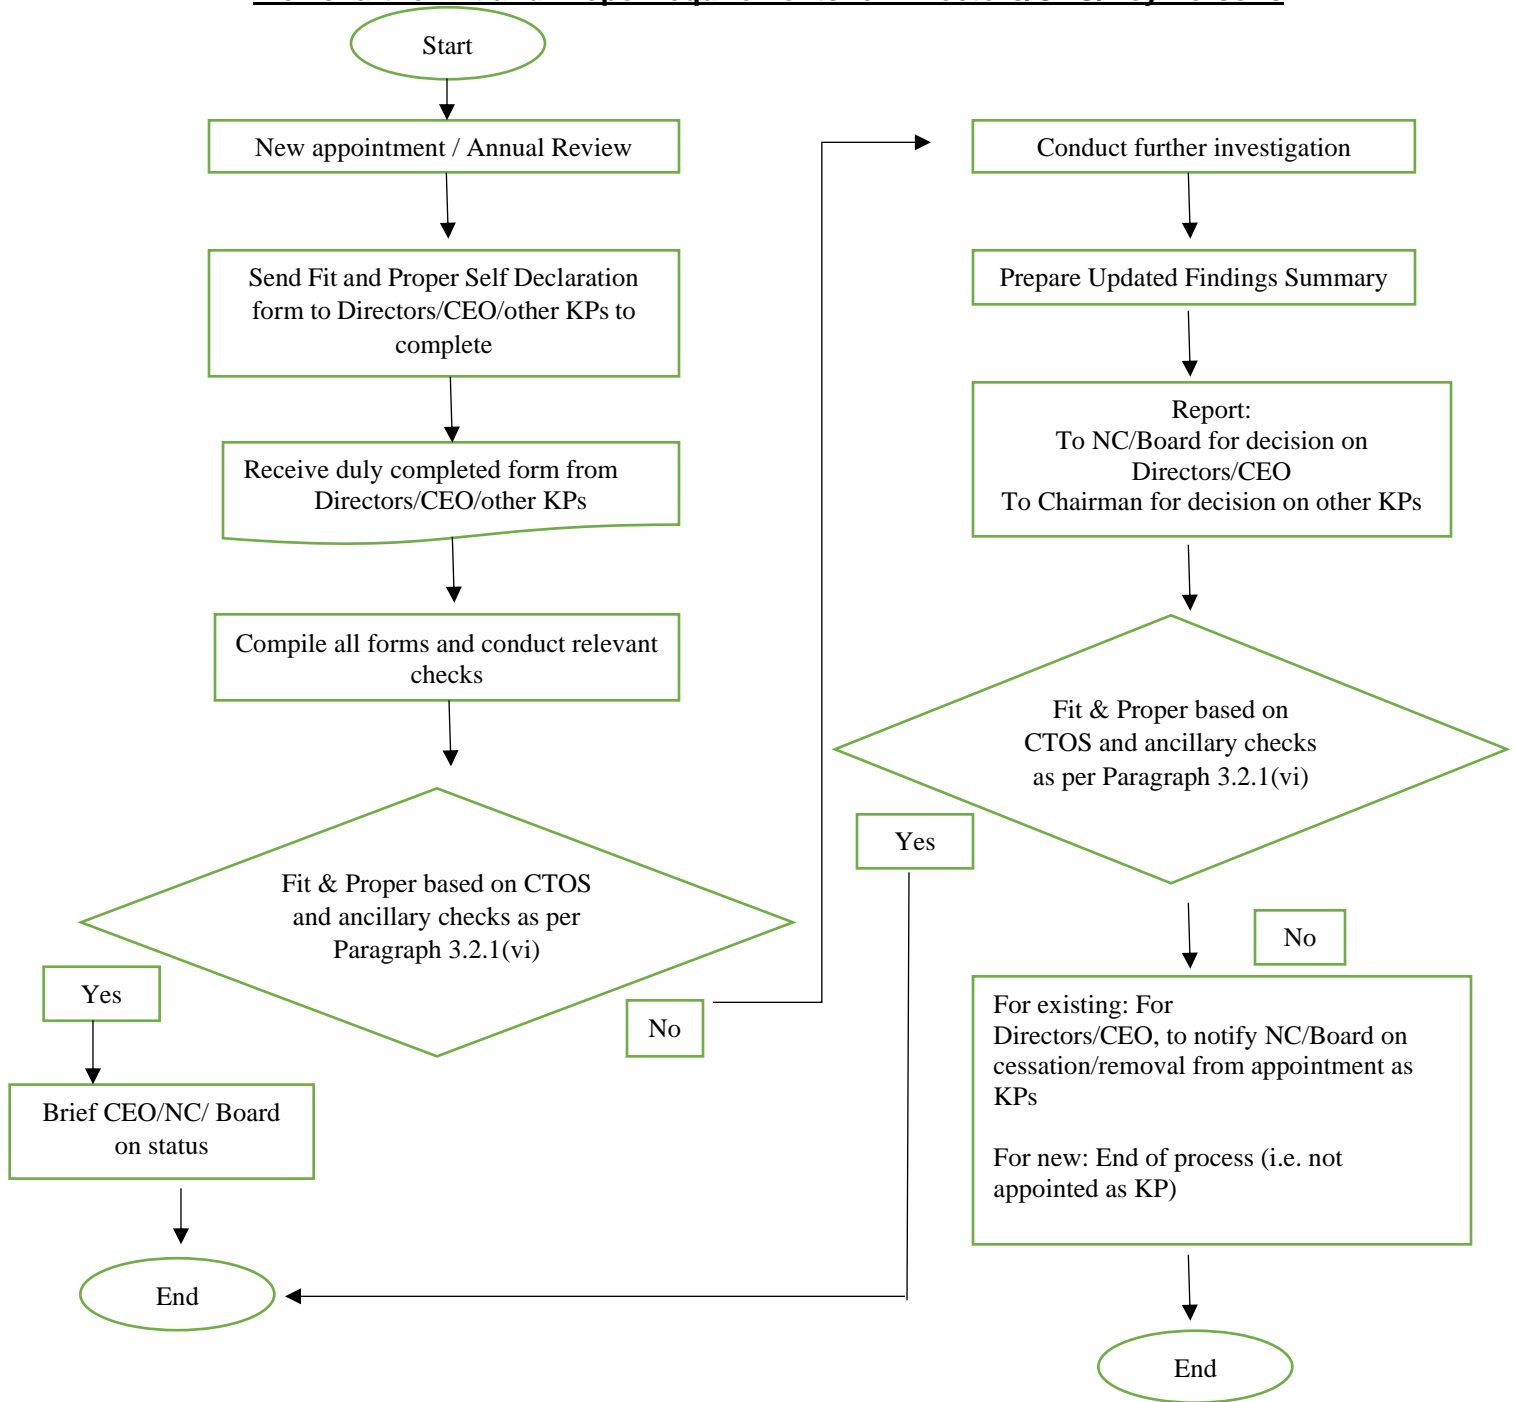 Start
New appointment / Annual Review
Send Fit and Proper Self Declaration
form to Directors/CEO/other KPs to
complete
Receive duly completed form from
Directors/CEO/other KPs
Compile all forms and conduct relevant
checks
Fit & Proper based on CTOS
and ancillary checks as per
Paragraph 3.2.1(vi)
Yes
No
Brief CEO/NC/ Board
on status
End
Conduct further investigation
Prepare Updated Findings Summary
Report:
To NC/Board for decision on
Directors/CEO
To Chairman for decision on other KPs
Fit & Proper based on
CTOS and ancillary checks
as per Paragraph 3.2.1(vi)
Yes
No
For existing: For
Directors/CEO, to notify NC/Board on
cessation/removal from appointment as
KPs
For new: End of process (i.e. not
appointed as KP)
End